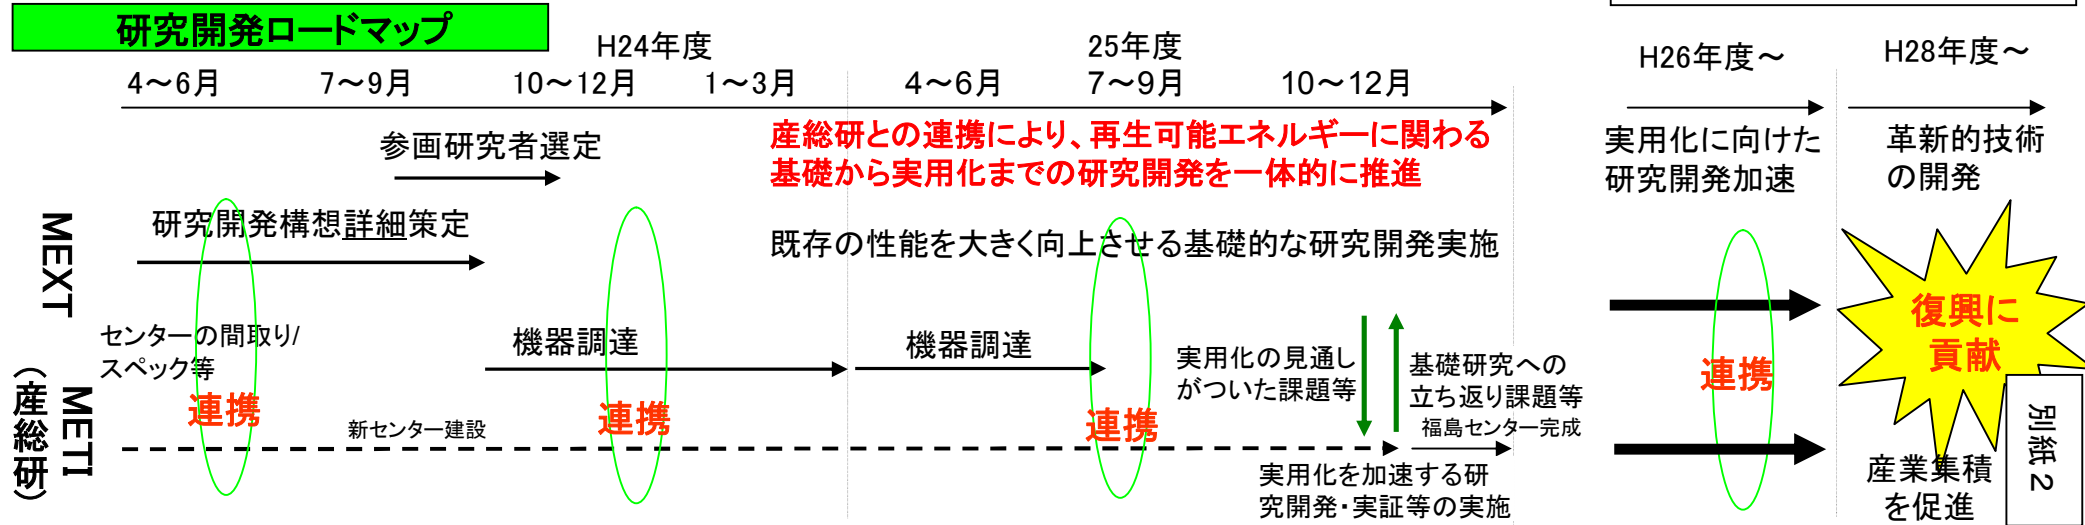 研究開発ロードマップ
H24年度
25年度
H26年度～
H28年度～
4～6月
7～9月
10～12月
1～3月
4～6月
7～9月
10～12月
参画研究者選定
産総研との連携により、再生可能エネルギーに関わる
基礎から実用化までの研究開発を一体的に推進
実用化に向けた
研究開発加速
革新的技術
の開発
MEXT
研究開発構想詳細策定
既存の性能を大きく向上させる基礎的な研究開発実施
センターの間取り/
スペック等
機器調達
機器調達
実用化の見通し
がついた課題等
基礎研究への
立ち返り課題等
福島センター完成
連携
連携
連携
連携
復興に
貢献
METI
（産総研）
新センター建設
実用化を加速する研
究開発・実証等の実施
産業集積
を促進
別紙２